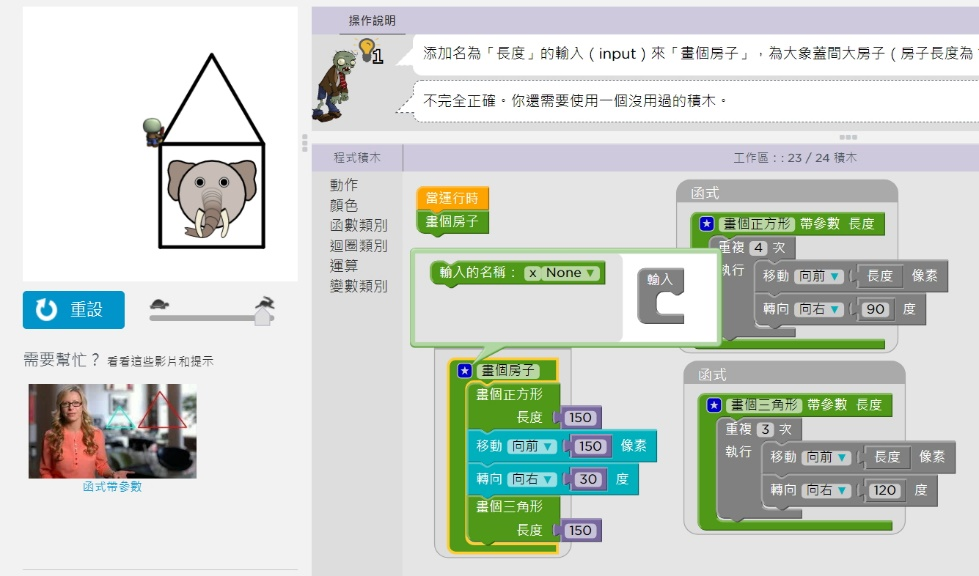 操作說明
1
添加名為「長度」的輸入 ( input ) 來「畫個房子」，為大象蓋間大房子 ( 房子長度為
不完全正確。你還需要使用一個沒用過的積木。
程式積木
工作區：: 23 / 24 積木
動作
顏色
函數類別
迴圈類別
運算
變數類別
當運行時
畫個房子
輸入的名稱： x None
輸入
函式
畫個正方形 帶參數 長度
重複 4 次
執行
移動 向前 長度 像素
轉向 向右 90 度
畫個房子
畫個正方形
長度 150
移動 向前 150 像素
轉向 向右 30 度
畫個三角形
長度 150
函式
畫個三角形 帶參數 長度
重複 3 次
執行
移動 向前 長度 像素
轉向 向右 120 度
重設
需要幫忙？ 看看這些影片和提示
函式帶參數